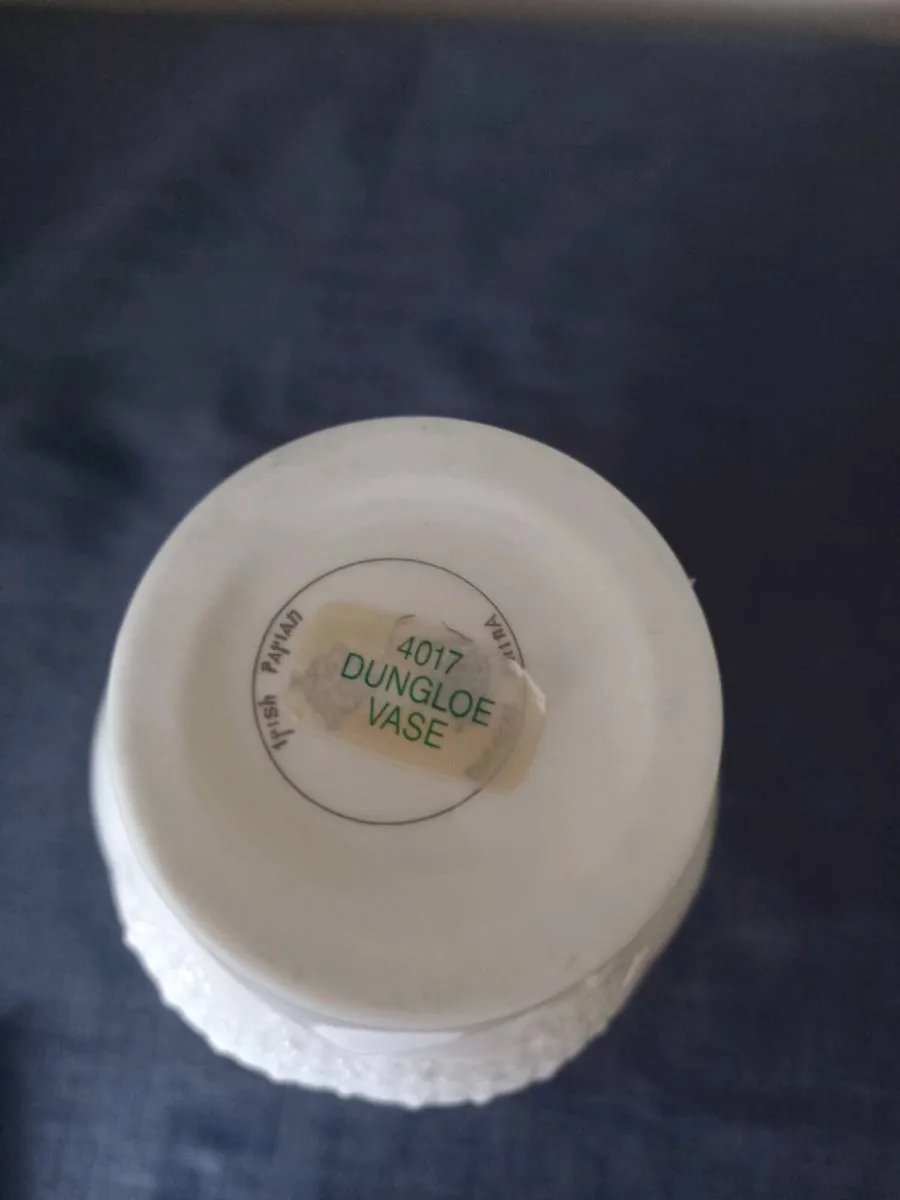 4017
DUNGLOE
VASE
Irish Parian